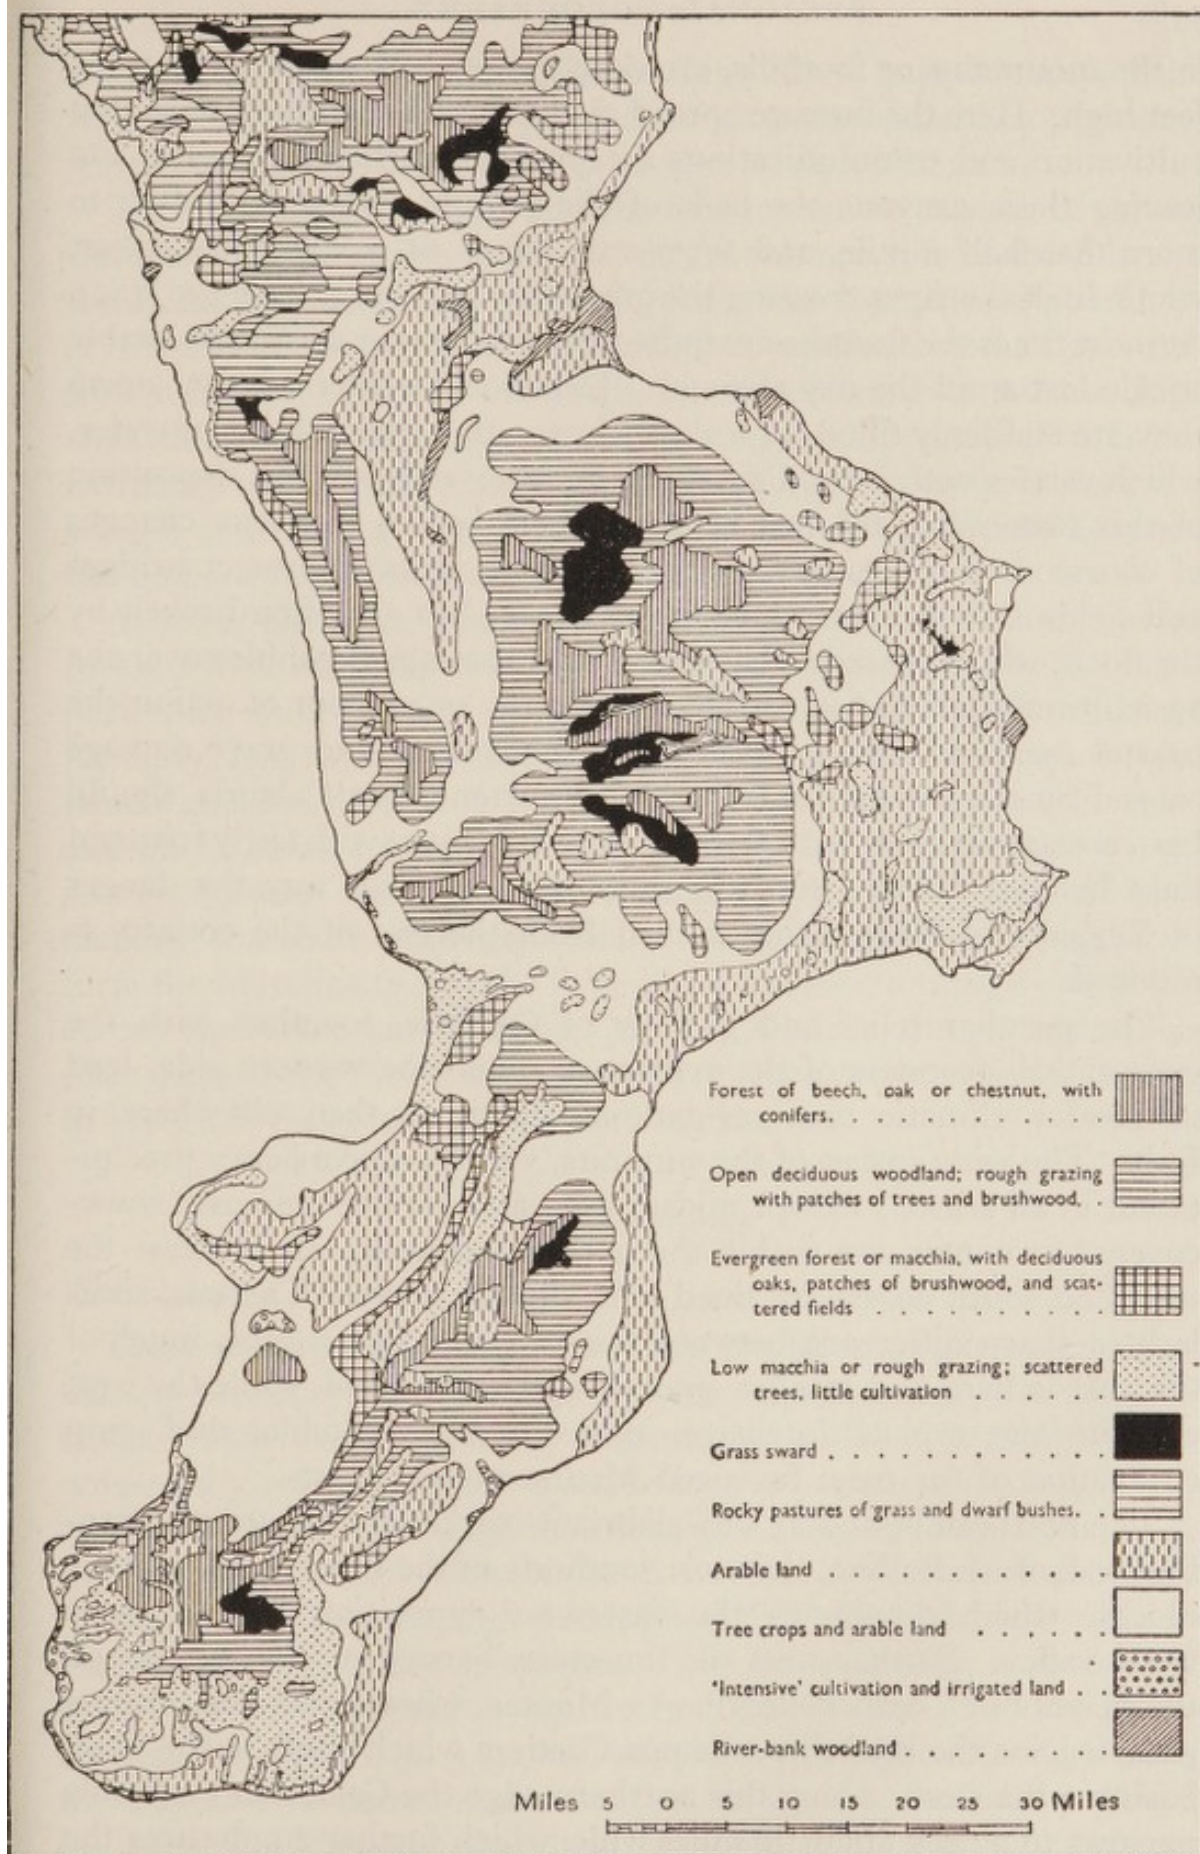 Forest of beech, oak or chestnut, with
conifers. . . . . . . . . . . .
Open deciduous woodland; rough grazing
with patches of trees and brushwood. .
Evergreen forest or macchia, with deciduous
oaks, patches of brushwood, and scat-
tered fields . . . . . . . . . .
Low macchia or rough grazing; scattered
trees, little cultivation . . . . . .
Grass sward . . . . . . . . . . . .
Rocky pastures of grass and dwarf bushes. .
Arable land . . . . . . . . . . . .
Tree crops and arable land . . . . . .
'Intensive' cultivation and irrigated land . .
River-bank woodland . . . . . . . . .
Miles 5 0 5 10 15 20 25 30 Miles